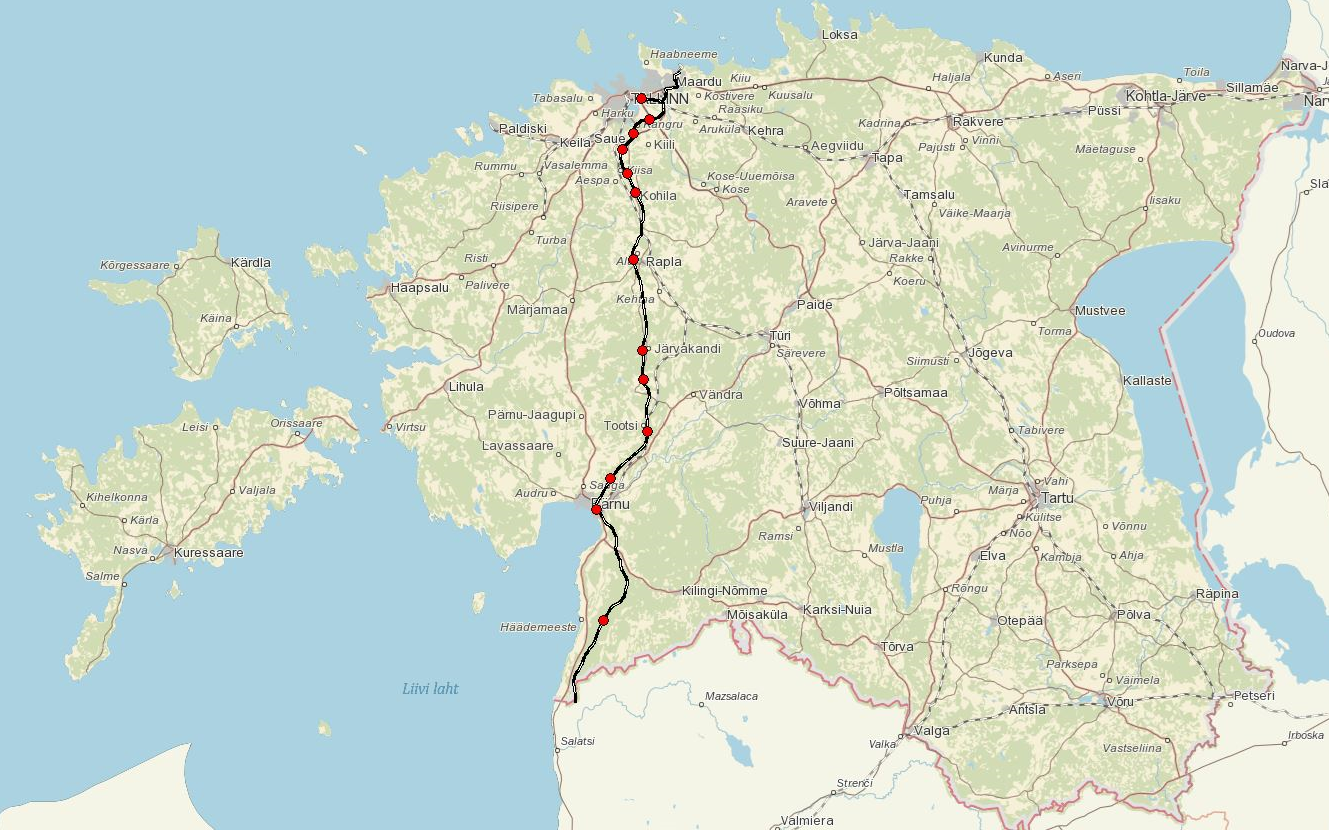 Loksa
Haabneeme
Kunda
Narva-J
Maardu
Kiiu
Haljala
Aseri
Toila
Sillamäe
Tabasalu
TALLINN
Kostivere
Kuusalu
Kohtla-Järve
Harku
Raasiku
Püssi
Rakvere
Kadrina
Paldiski
Kangru
Aruküla
Kehra
Keila
Saue
Kiili
Aegviidu
Pajusti
Vinni
Mäetaguse
Tapa
Rummu
Vasalemma
Kiisa
Aespa
Kose-Uuemõisa
Kose
Kohila
Tamsalu
Aravete
Iisaku
Riisipere
Väike-Maarja
Turba
Järva-Jaani
Avinurme
Risti
Rakke
Kõrgessaare
Kärdla
Rapla
Palivere
Koeru
Haapsalu
Kehtna
Paide
Märjamaa
Mustvee
Käina
Torma
Oudova
Türi
Järvakandi
Särevere
Jõgeva
Siimusti
Kallaste
Lihula
Vändra
Põltsamaa
Võhma
Pärnu-Jaagupi
Leisi
Orissaare
Virtsu
Tootsi
Tabivere
Lavassaare
Suure-Jaani
Vahi
Kihelkonna
Valjala
Audru
Märja
Tartu
Puhja
Pärnu
Viljandi
Kärla
Külitse
Võnnu
Ramsi
Nõo
Nasva
Kuressaare
Mustla
Elva
Kambja
Ahja
Salme
Kilingi-Nõmme
Rõngu
Räpina
Häädemeeste
Mõisaküla
Karksi-Nuia
Otepää
Põlva
Tõrva
Parksepa
Väimela
Liivi laht
Mazsalaca
Petseri
Antsla
Võru
Salatsi
Valka
Valga
Vastseliina
Irboska
Strenči
Valmiera